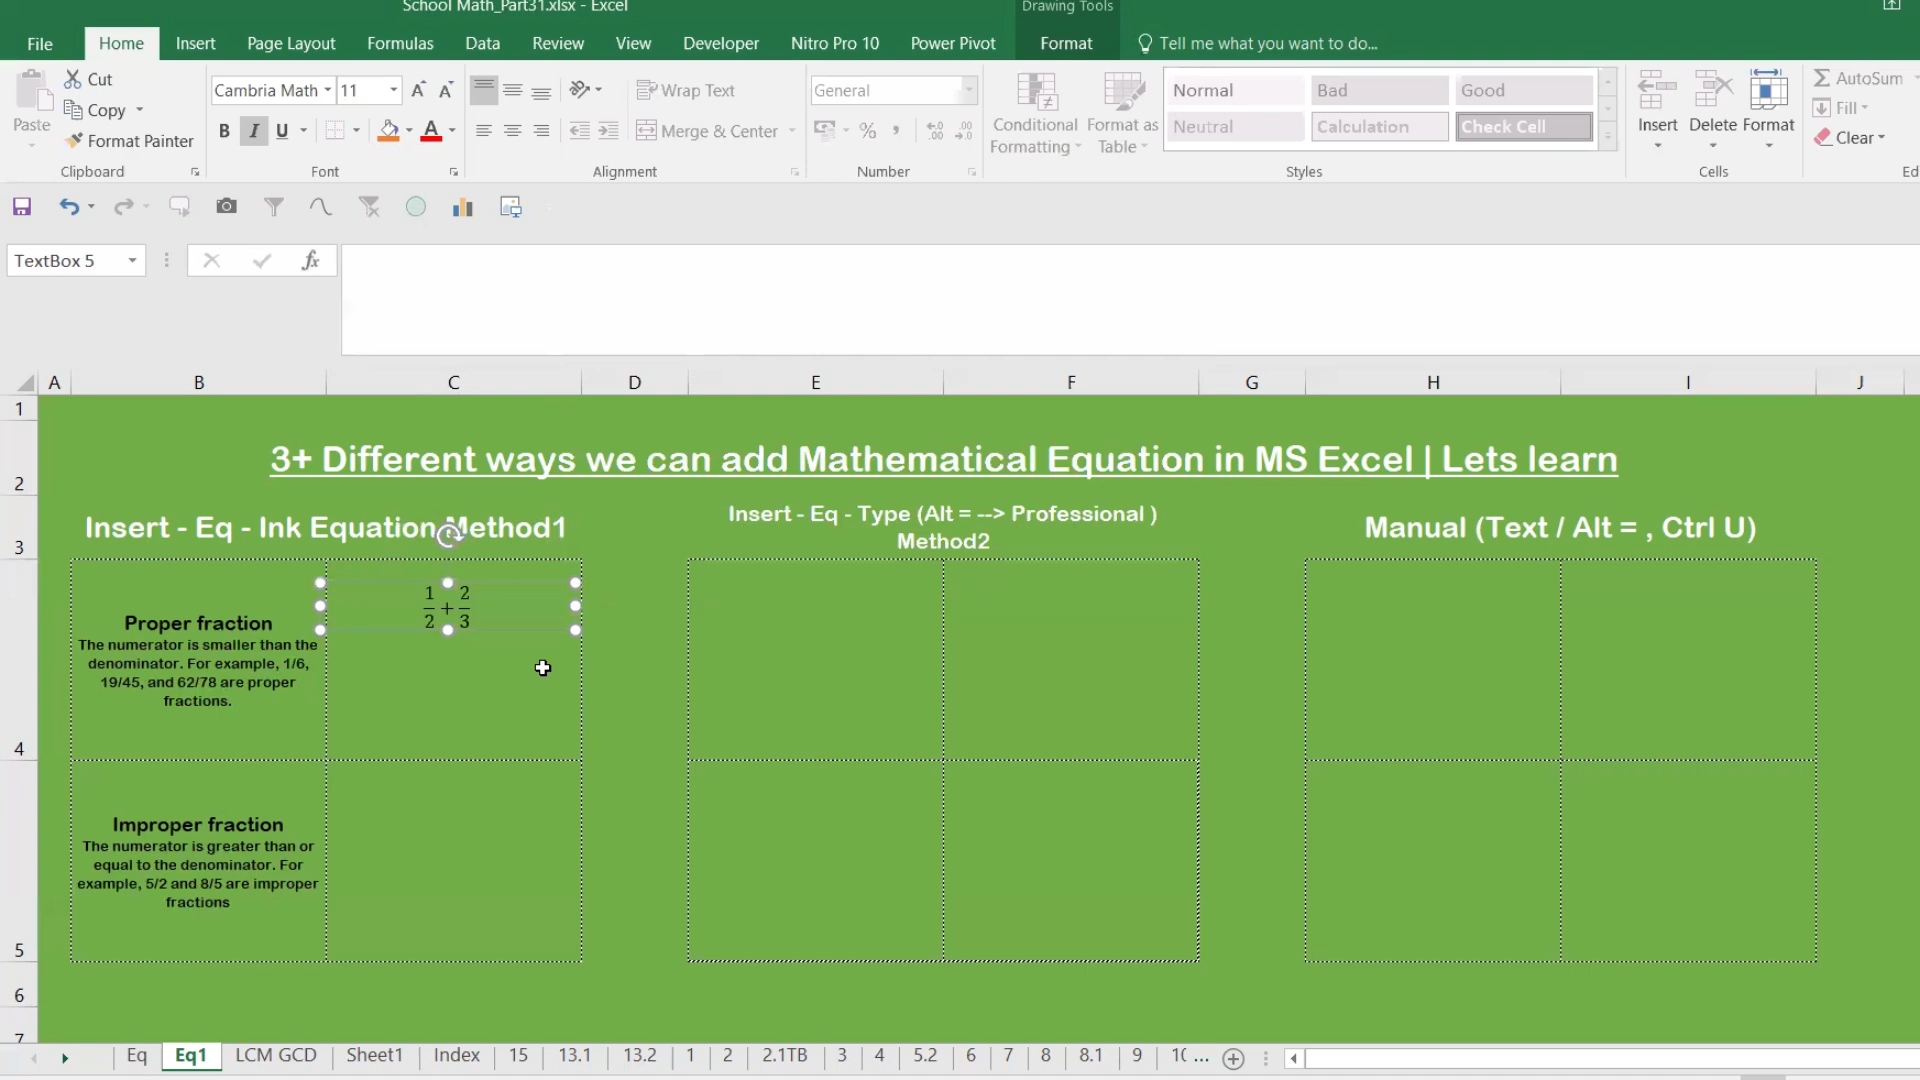 School Math_Part31.xlsx - Excel
Drawing Tools
File Home Insert Page Layout Formulas Data Review View Developer Nitro Pro 10 Power Pivot Format Tell me what you want to do...
Paste
Cut
Copy
Format Painter
Clipboard
Cambria Math 11
B I U
Font
Wrap Text
Merge & Center
Alignment
General
Number
Conditional Formatting
Format as Table
Normal Bad Good
Neutral Calculation Check Cell
Styles
Insert Delete Format
Cells
AutoSum
Fill
Clear
Ed
TextBox 5
fx
A B C D E F G H I J
1
2
3
4
5
6
7
3+ Different ways we can add Mathematical Equation in MS Excel | Lets learn
Insert - Eq - Ink Equation Method1
Insert - Eq - Type (Alt = --> Professional )
Method2
Manual (Text / Alt = , Ctrl U)
Proper fraction
The numerator is smaller than the
denominator. For example, 1/6,
19/45, and 62/78 are proper
fractions.
1/2 + 2/3
Improper fraction
The numerator is greater than or
equal to the denominator. For
example, 5/2 and 8/5 are improper
fractions
Eq Eq1 LCM GCD Sheet1 Index 15 13.1 13.2 1 2 2.1TB 3 4 5.2 6 7 8 8.1 9 10 ...